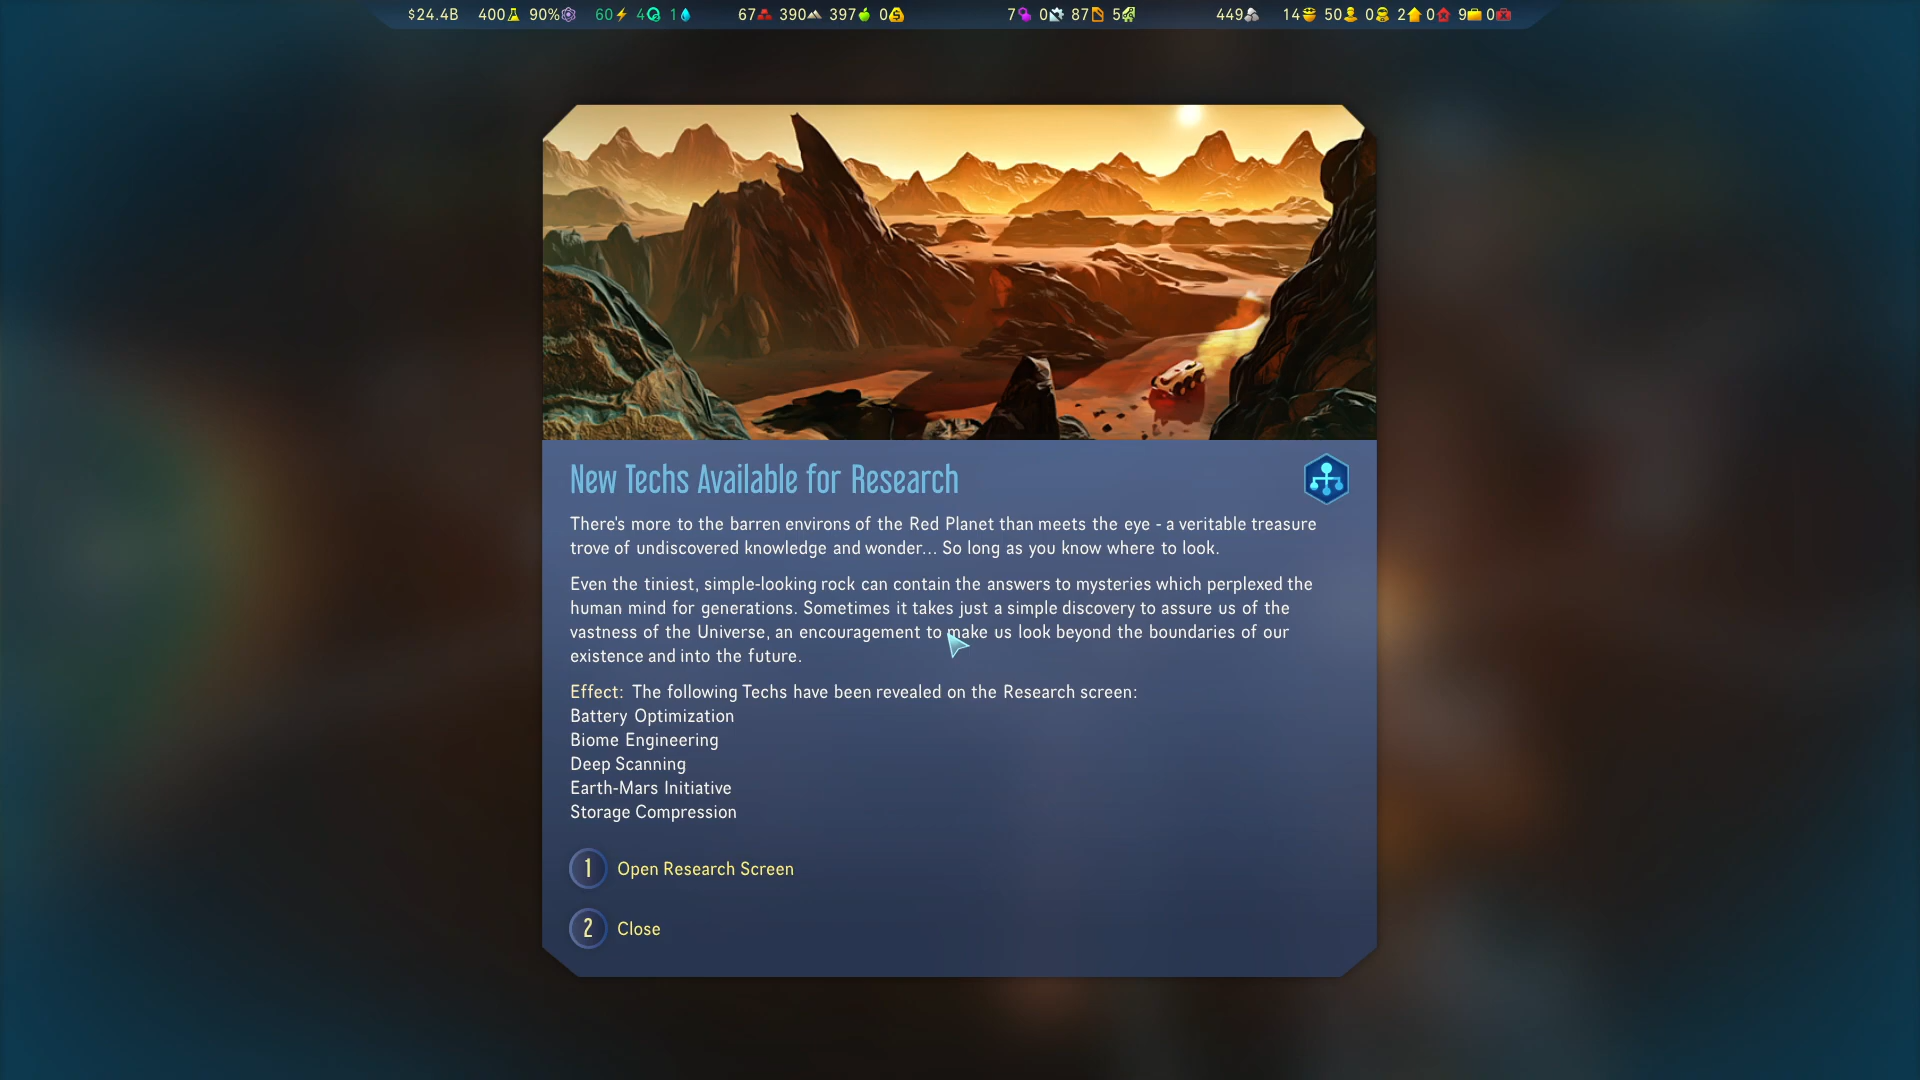 $24.4B 400 90% 60 4 1 67 390 397 0 7 0 87 5 449 14 50 0 2 0 9 0
New Techs Available for Research
There's more to the barren environs of the Red Planet than meets the eye - a veritable treasure
trove of undiscovered knowledge and wonder... So long as you know where to look.
Even the tiniest, simple-looking rock can contain the answers to mysteries which perplexed the
human mind for generations. Sometimes it takes just a simple discovery to assure us of the
vastness of the Universe, an encouragement to make us look beyond the boundaries of our
existence and into the future.
Effect: The following Techs have been revealed on the Research screen:
Battery Optimization
Biome Engineering
Deep Scanning
Earth-Mars Initiative
Storage Compression
1 Open Research Screen
2 Close